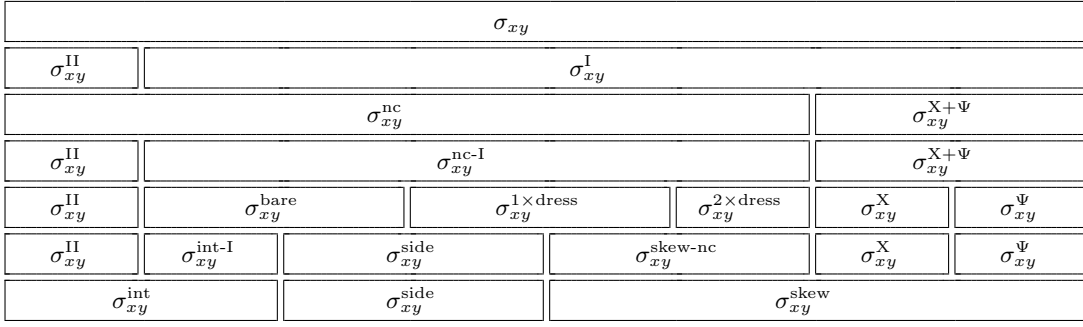 σ_{xy}
σ_{xy}^{II} σ_{xy}^{I}
σ_{xy}^{nc} σ_{xy}^{X+Ψ}
σ_{xy}^{II} σ_{xy}^{nc-I} σ_{xy}^{X+Ψ}
σ_{xy}^{II} σ_{xy}^{bare} σ_{xy}^{1×dress} σ_{xy}^{2×dress} σ_{xy}^{X} σ_{xy}^{Ψ}
σ_{xy}^{II} σ_{xy}^{int-I} σ_{xy}^{side} σ_{xy}^{skew-nc} σ_{xy}^{X} σ_{xy}^{Ψ}
σ_{xy}^{int} σ_{xy}^{side} σ_{xy}^{skew}